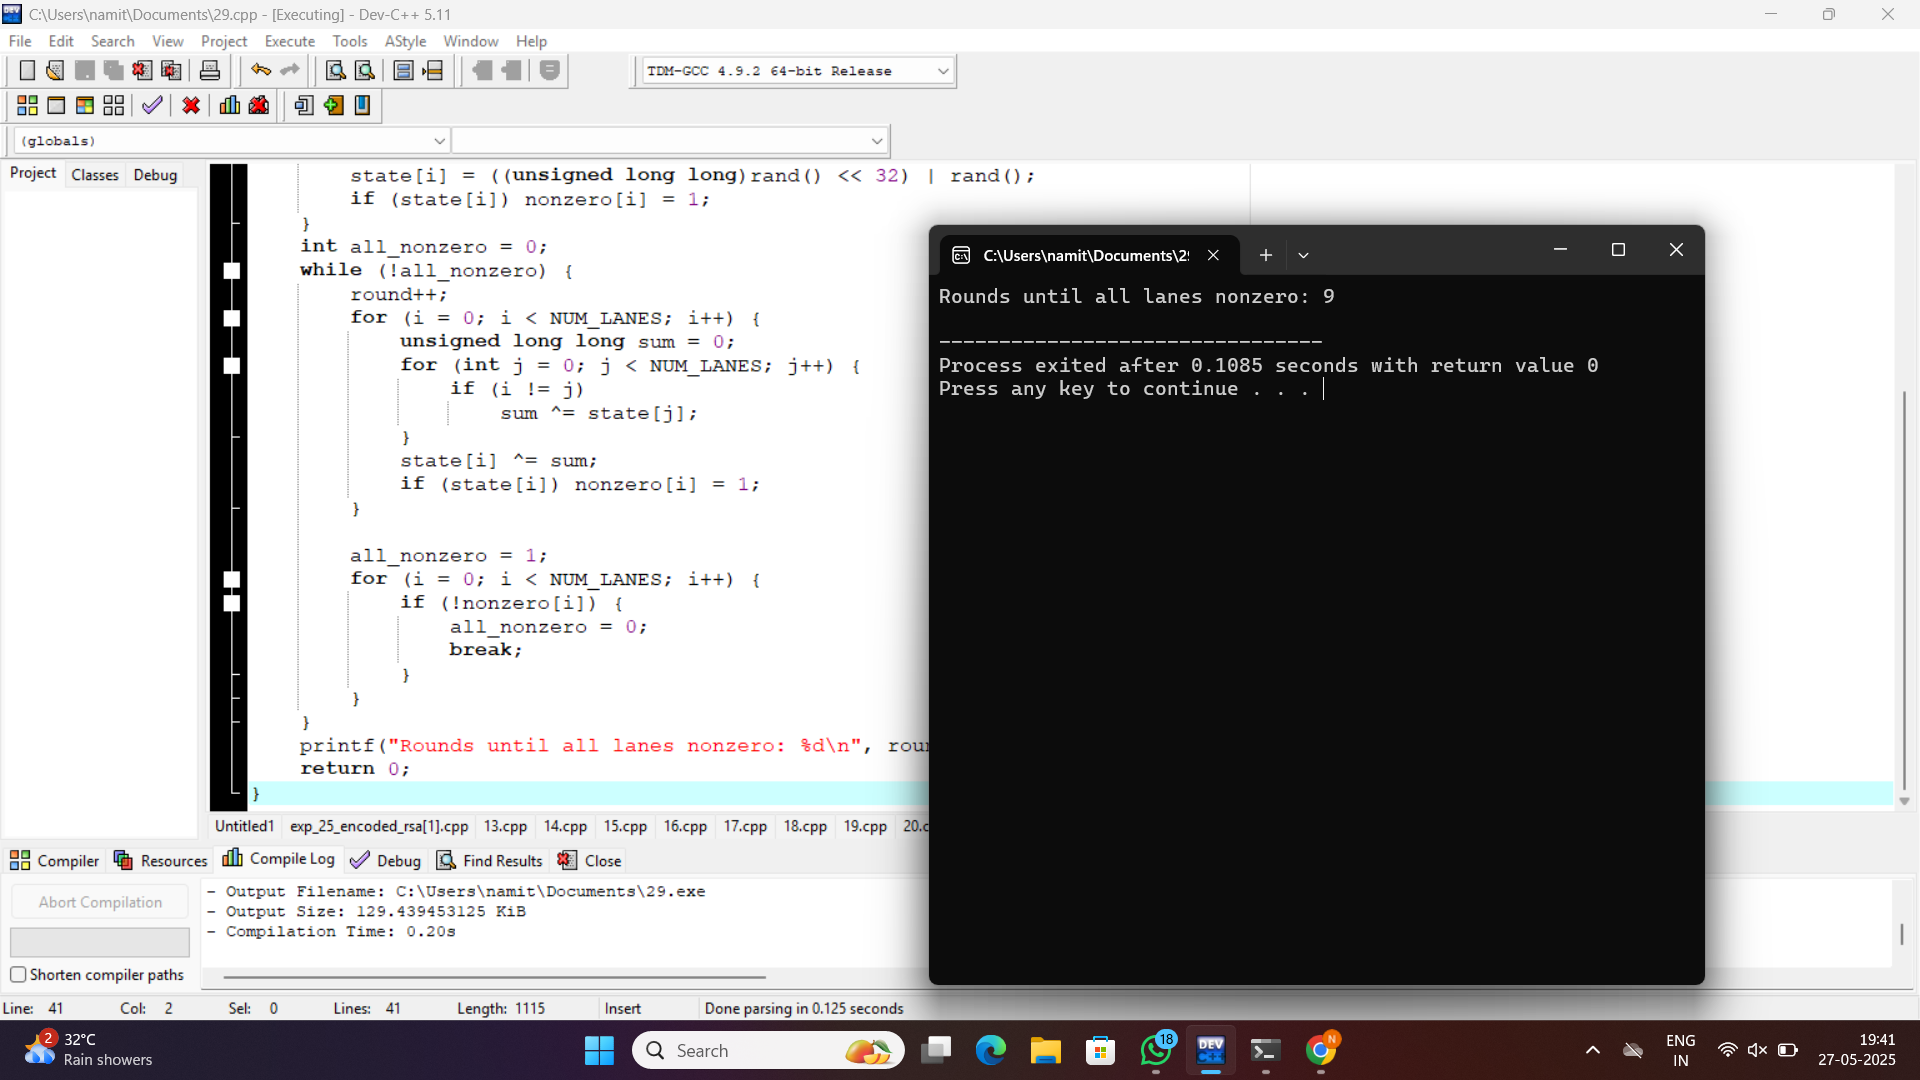 C:\Users\namit\Documents\29.cpp - [Executing] - Dev-C++ 5.11
File Edit Search View Project Execute Tools AStyle Window Help
TDM-GCC 4.9.2 64-bit Release
(globals)
Project Classes Debug
state[i] = ((unsigned long long)rand() << 32) | rand();
if (state[i]) nonzero[i] = 1;
}
int all_nonzero = 0;
while (!all_nonzero) {
round++;
for (i = 0; i < NUM_LANES; i++) {
unsigned long long sum = 0;
for (int j = 0; j < NUM_LANES; j++) {
if (i != j)
sum ^= state[j];
}
state[i] ^= sum;
if (state[i]) nonzero[i] = 1;
}
all_nonzero = 1;
for (i = 0; i < NUM_LANES; i++) {
if (!nonzero[i]) {
all_nonzero = 0;
break;
}
}
}
printf("Rounds until all lanes nonzero: %d\n", roun
return 0;
}
C:\Users\namit\Documents\29
Rounds until all lanes nonzero: 9
--------------------------------
Process exited after 0.1085 seconds with return value 0
Press any key to continue . . .
Untitled1 exp_25_encoded_rsa[1].cpp 13.cpp 14.cpp 15.cpp 16.cpp 17.cpp 18.cpp 19.cpp 20.c
Compiler Resources Compile Log Debug Find Results Close
Abort Compilation
Shorten compiler paths
- Output Filename: C:\Users\namit\Documents\29.exe
- Output Size: 129.439453125 KiB
- Compilation Time: 0.20s
Line: 41 Col: 2 Sel: 0 Lines: 41 Length: 1115 Insert Done parsing in 0.125 seconds
2
32°C
Rain showers
Search
18
DEV
N
ENG
IN
19:41
27-05-2025